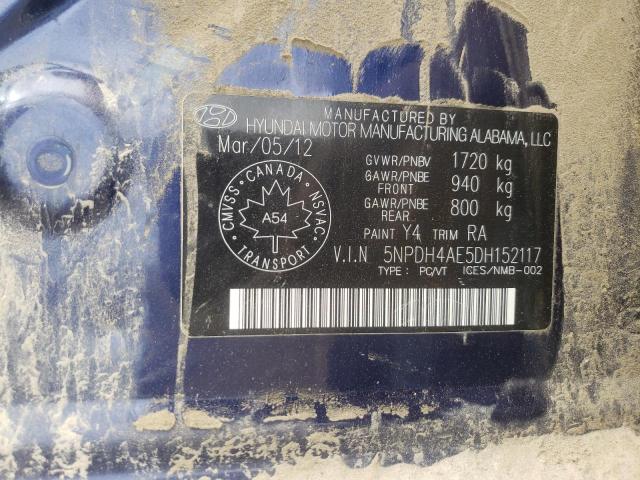 MANUFACTURED BY
HYUNDAI MOTOR MANUFACTURING ALABAMA, LLC
Mar/05/12
GVWR/PNBV 1720 kg
GAWR/PNBE FRONT 940 kg
GAWR/PNBE REAR 800 kg
PAINT Y4 TRIM RA
V.I.N 5NPDH4AE5DH152117
TYPE : PC/VT ICES/NMB-002
CMVSS · CANADA · NSVAC
A54
TRANSPORT